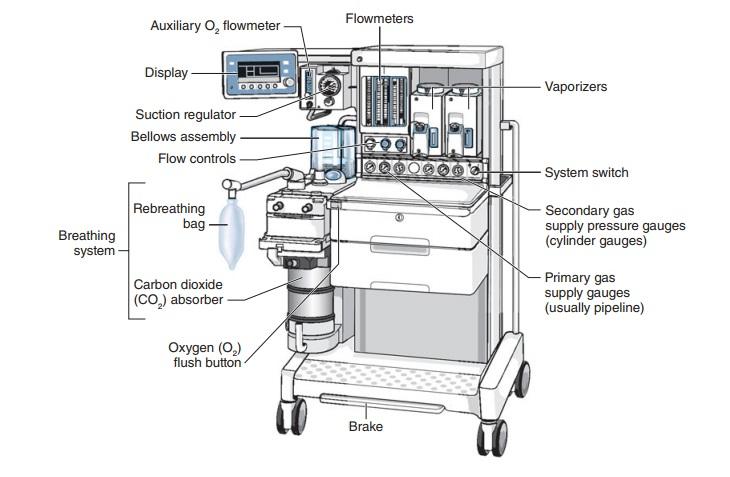 Auxiliary O₂ flowmeter
Flowmeters
Display
Vaporizers
Suction regulator
Bellows assembly
Flow controls
System switch
Rebreathing
bag
Secondary gas
supply pressure gauges
(cylinder gauges)
Breathing
system
Carbon dioxide
(CO₂) absorber
Primary gas
supply gauges
(usually pipeline)
Oxygen (O₂)
flush button
Brake